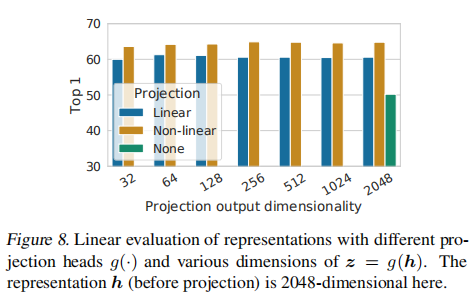 70
60
50
40
30
Top 1
Projection
Linear
Non-linear
None
32
64
128
256
512
1024
2048
Projection output dimensionality
Figure 8. Linear evaluation of representations with different pro-
jection heads g(·) and various dimensions of z = g(h). The
representation h (before projection) is 2048-dimensional here.